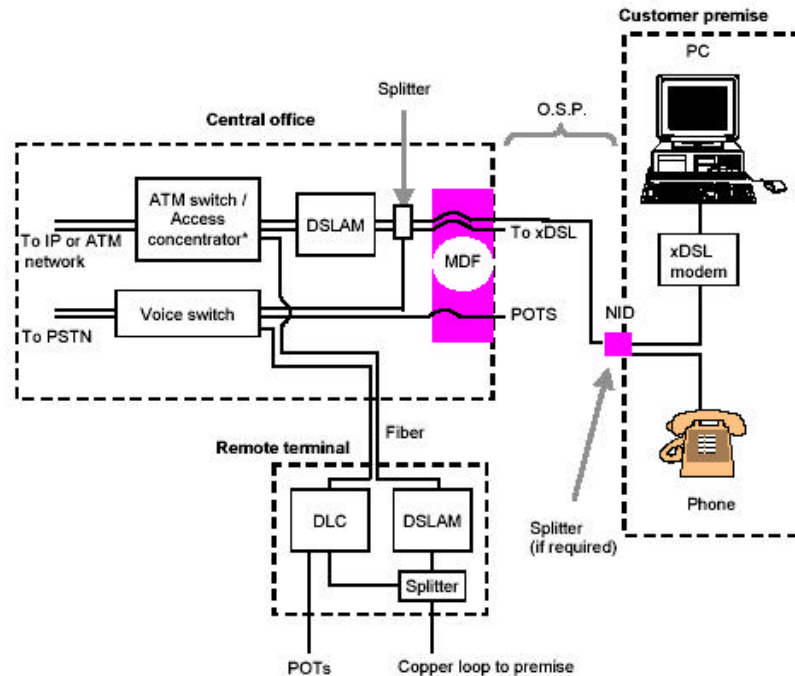 Customer premise
PC
Splitter
O.S.P.
Central office
ATM switch /
Access
concentrator*
DSLAM
To IP or ATM
network
To xDSL
MDF
xDSL
modem
Voice switch
To PSTN
POTS
NID
Fiber
Remote terminal
DLC
DSLAM
Splitter
Phone
Splitter
(if required)
POTs
Copper loop to premise